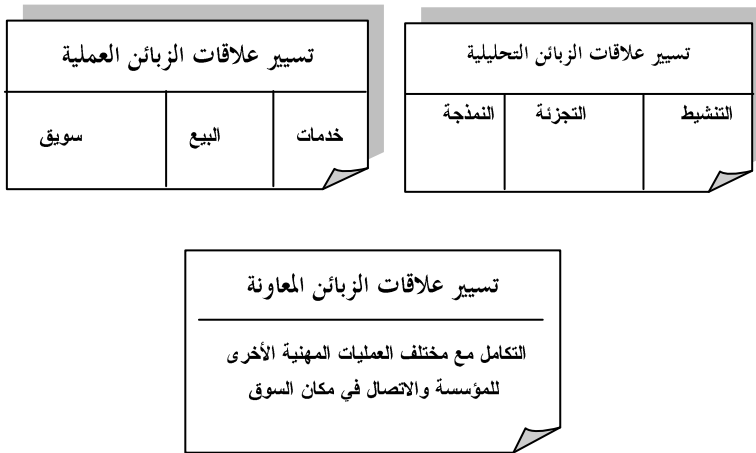 تسيير علاقات الزبائن التحليلية
التنشيط التجزئة النمذجة
تسيير علاقات الزبائن العملية
خدمات البيع سويق
تسيير علاقات الزبائن المعاونة
التكامل مع مختلف العمليات المهنية الأخرى
للمؤسسة والاتصال في مكان السوق